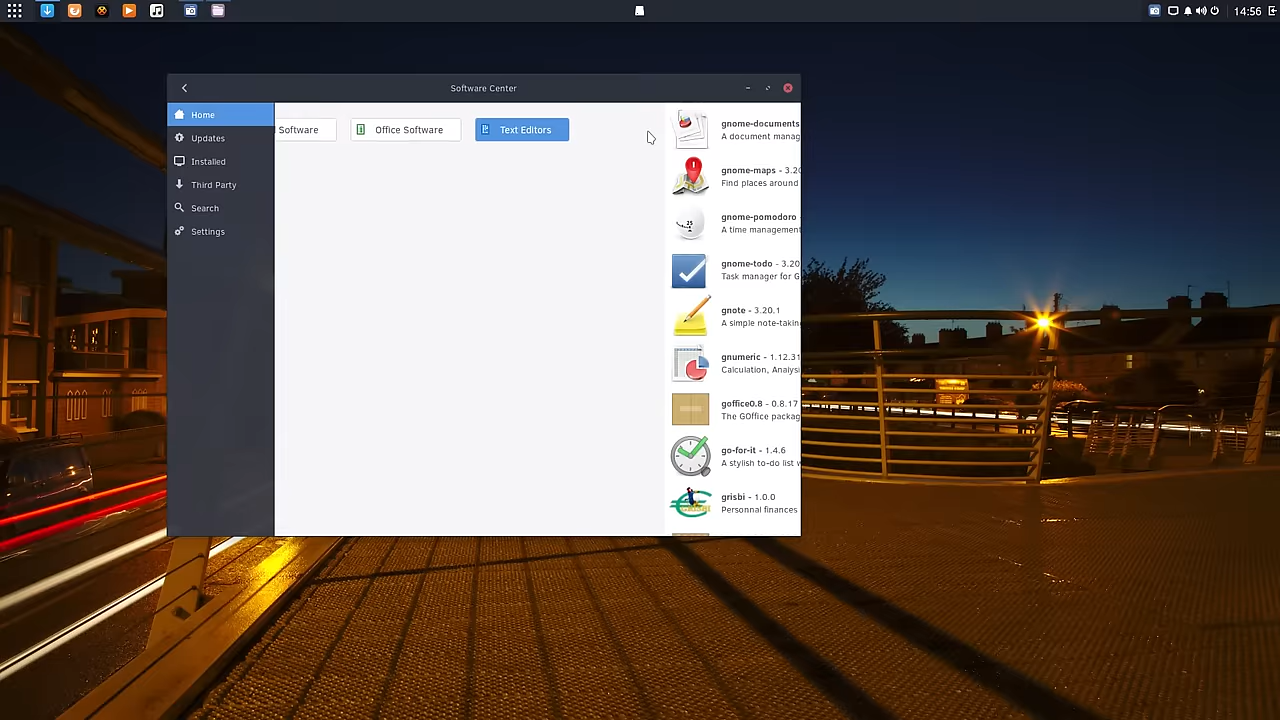 14:56
Software Center
Home
Updates
Installed
Third Party
Search
Settings
Software
Office Software
Text Editors
gnome-documents
A document manag
gnome-maps - 3.20
Find places around
gnome-pomodoro -
A time management
gnome-todo - 3.20
Task manager for G
gnote - 3.20.1
A simple note-takin
gnumeric - 1.12.31
Calculation, Analys
goffice0.8 - 0.8.17
The GOffice packag
go-for-it - 1.4.6
A stylish to-do list
grisbi - 1.0.0
Personnal finances